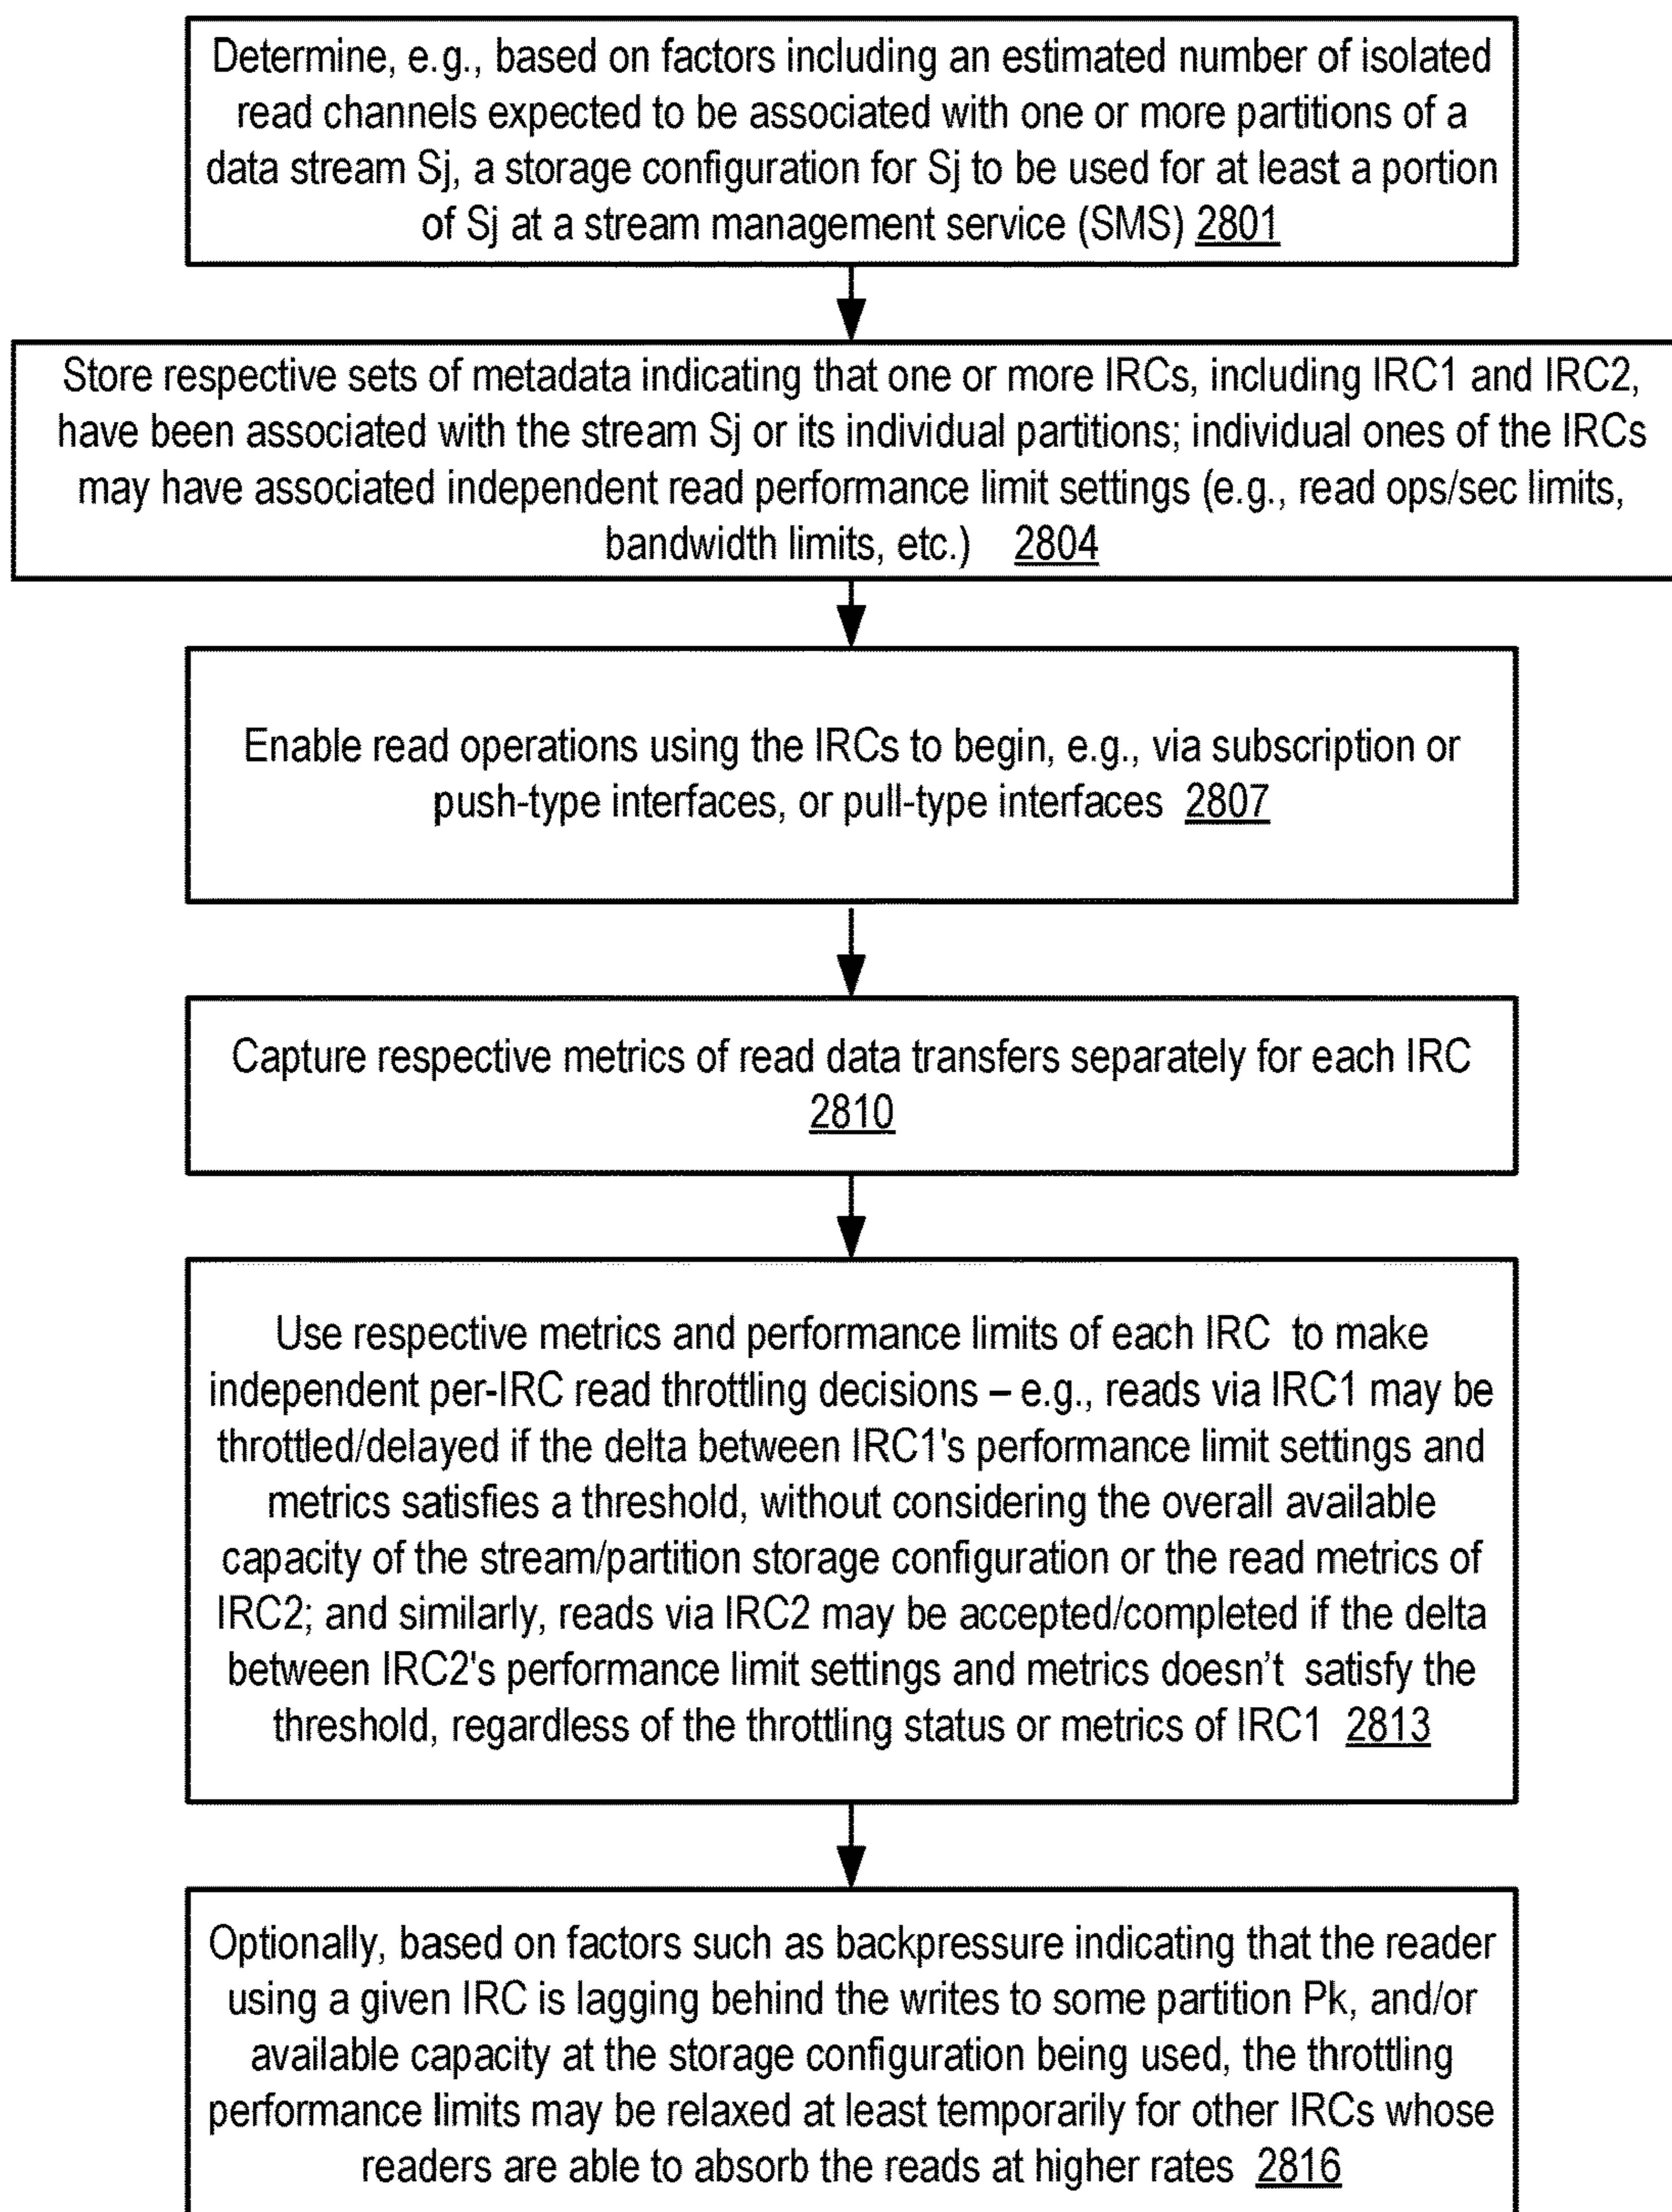 Determine, e.g., based on factors including an estimated number of isolated
read channels expected to be associated with one or more partitions of a
data stream Sj, a storage configuration for Sj to be used for at least a portion
of Sj at a stream management service (SMS) 2801
Store respective sets of metadata indicating that one or more IRCs, including IRC1 and IRC2,
have been associated with the stream Sj or its individual partitions; individual ones of the IRCs
may have associated independent read performance limit settings (e.g., read ops/sec limits,
bandwidth limits, etc.) 2804
Enable read operations using the IRCs to begin, e.g., via subscription or
push-type interfaces, or pull-type interfaces 2807
Capture respective metrics of read data transfers separately for each IRC
2810
Use respective metrics and performance limits of each IRC to make
independent per-IRC read throttling decisions – e.g., reads via IRC1 may be
throttled/delayed if the delta between IRC1's performance limit settings and
metrics satisfies a threshold, without considering the overall available
capacity of the stream/partition storage configuration or the read metrics of
IRC2; and similarly, reads via IRC2 may be accepted/completed if the delta
between IRC2's performance limit settings and metrics doesn’t satisfy the
threshold, regardless of the throttling status or metrics of IRC1 2813
Optionally, based on factors such as backpressure indicating that the reader
using a given IRC is lagging behind the writes to some partition Pk, and/or
available capacity at the storage configuration being used, the throttling
performance limits may be relaxed at least temporarily for other IRCs whose
readers are able to absorb the reads at higher rates 2816